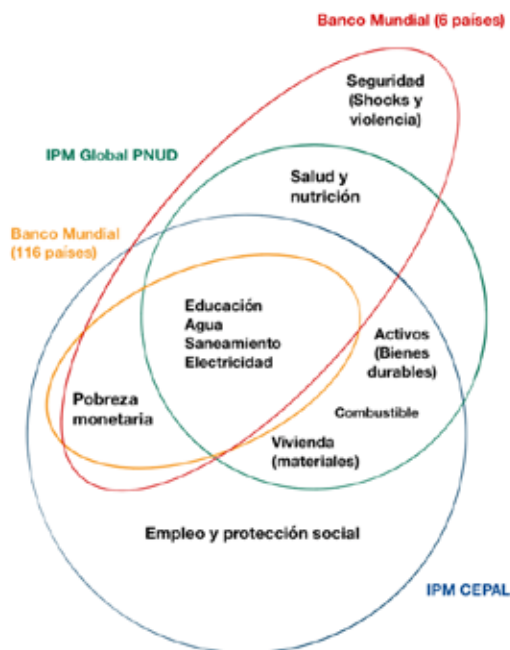 Banco Mundial (6 países)
Seguridad
(Shocks y
violencia)
IPM Global PNUD
Salud y
nutrición
Banco Mundial
(116 países)
Educación
Agua
Saneamiento
Electricidad
Activos
(Bienes
durables)
Pobreza
monetaria
Combustible
Vivienda
(materiales)
Empleo y protección social
IPM CEPAL